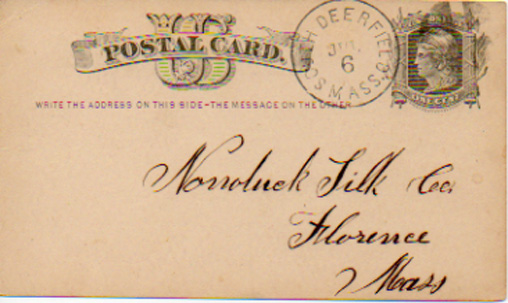 POSTAL CARD.
SOUTH DEERFIELD
JUL
6
MASS.
WRITE THE ADDRESS ON THIS SIDE-THE MESSAGE ON THE OTHER
Nonotuck Silk Co
Florence
Mass